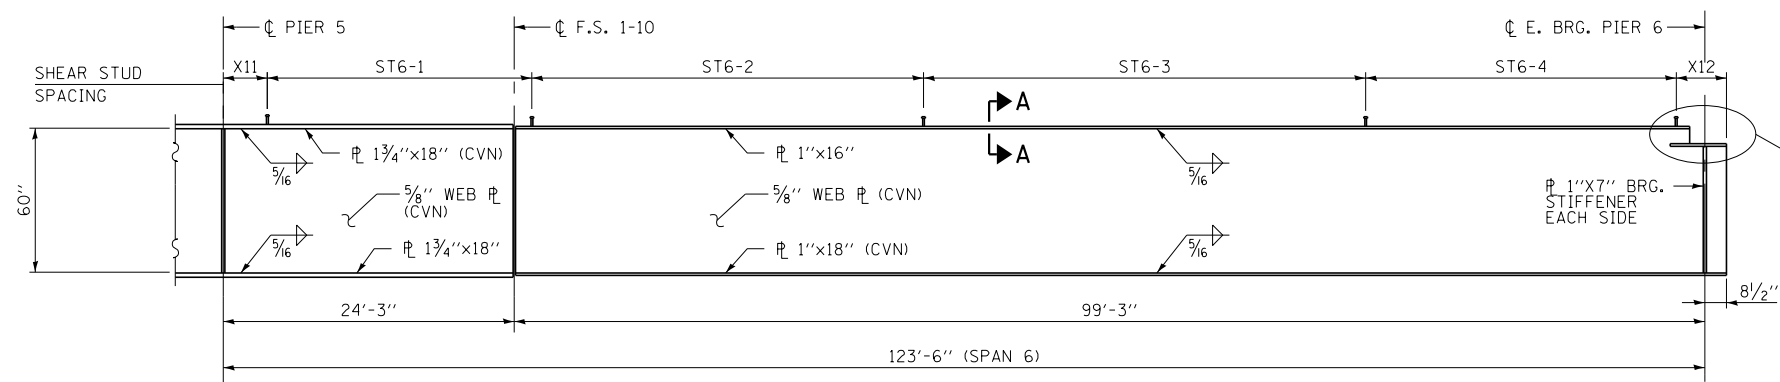 ℄ PIER 5
℄ F.S. 1-10
℄ E. BRG. PIER 6
SHEAR STUD
SPACING
X11
ST6-1
ST6-2
ST6-3
ST6-4
X12
A
A
60"
5/16
℄ 1¾"×18" (CVN)
⅝" WEB ℄
(CVN)
5/16
℄ 1¾"×18"
℄ 1"×16"
⅝" WEB ℄ (CVN)
℄ 1"×18" (CVN)
5/16
5/16
℄ 1"X7" BRG.
STIFFENER
EACH SIDE
24'-3"
99'-3"
8½"
123'-6" (SPAN 6)